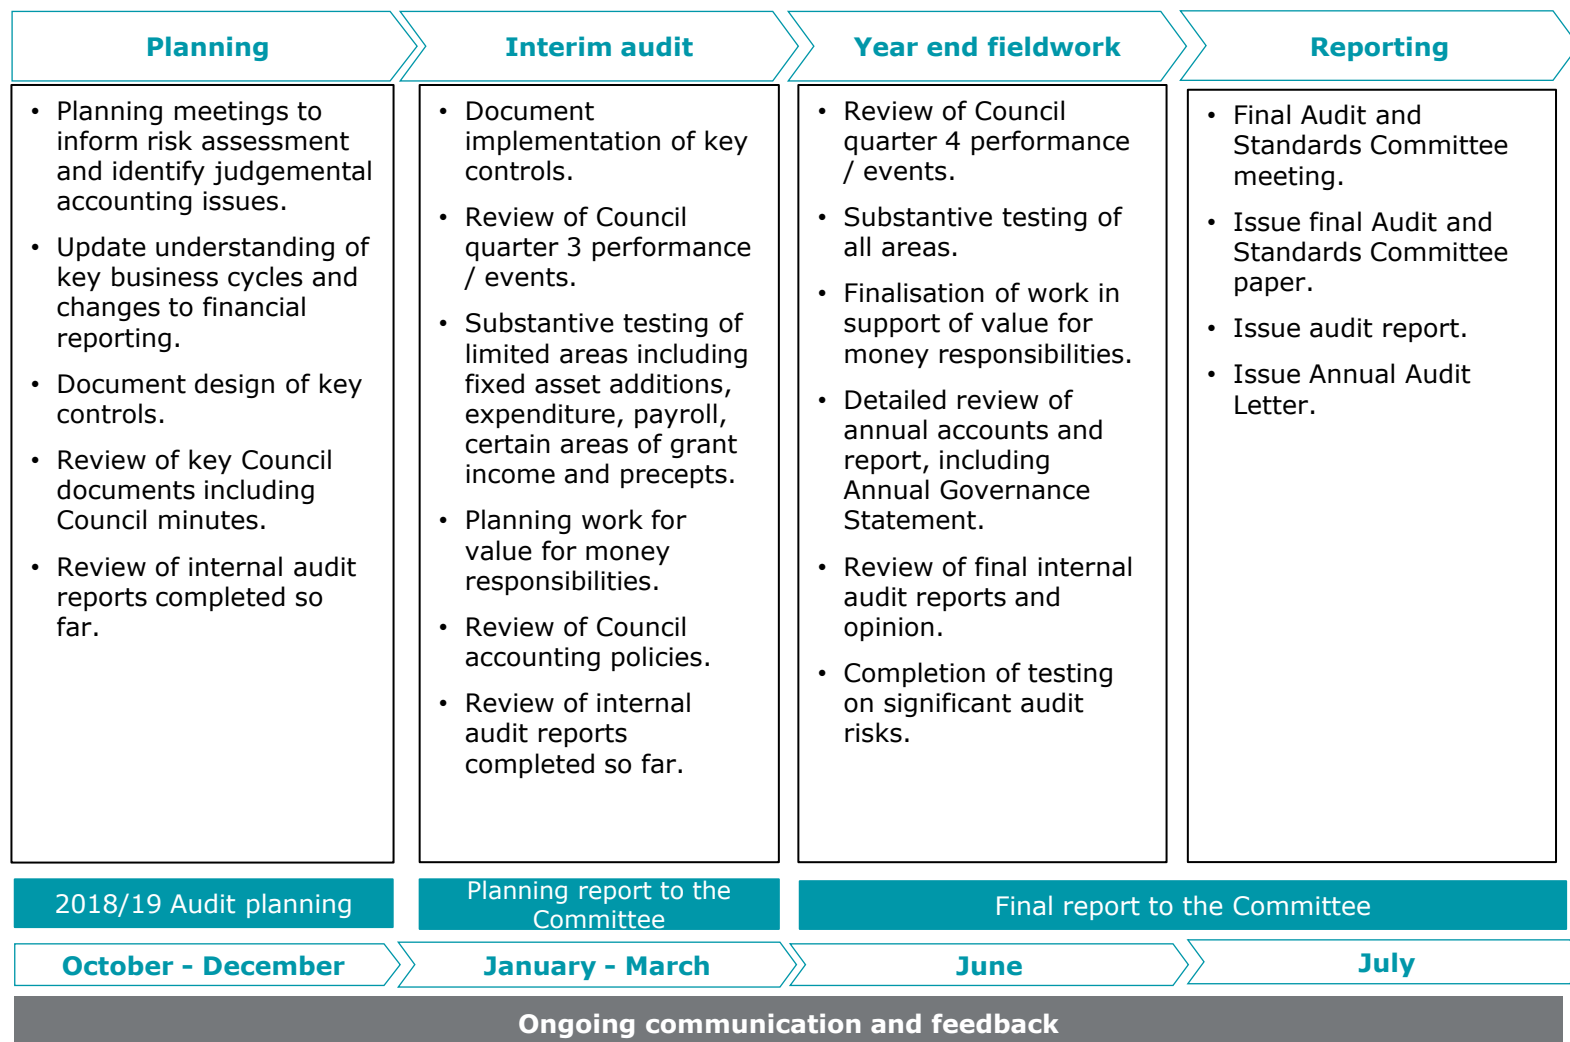 Planning
Interim audit
Year end fieldwork
Reporting
• Planning meetings to
inform risk assessment
and identify judgemental
accounting issues.
• Update understanding of
key business cycles and
changes to financial
reporting.
• Document design of key
controls.
• Review of key Council
documents including
Council minutes.
• Review of internal audit
reports completed so
far.
• Document
implementation of key
controls.
• Review of Council
quarter 3 performance
/ events.
• Substantive testing of
limited areas including
fixed asset additions,
expenditure, payroll,
certain areas of grant
income and precepts.
• Planning work for
value for money
responsibilities.
• Review of Council
accounting policies.
• Review of internal
audit reports
completed so far.
• Review of Council
quarter 4 performance
/ events.
• Substantive testing of
all areas.
• Finalisation of work in
support of value for
money responsibilities.
• Detailed review of
annual accounts and
report, including
Annual Governance
Statement.
• Review of final internal
audit reports and
opinion.
• Completion of testing
on significant audit
risks.
• Final Audit and
Standards Committee
meeting.
• Issue final Audit and
Standards Committee
paper.
• Issue audit report.
• Issue Annual Audit
Letter.
2018/19 Audit planning
Planning report to the
Committee
Final report to the Committee
October - December
January - March
June
July
Ongoing communication and feedback